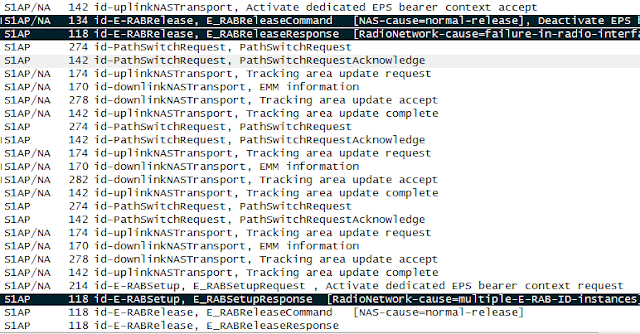 S1AP/NA 142 id-uplinkNASTransport, Activate dedicated EPS bearer context accept
S1AP/NA 134 id-E-RABRelease, E_RABReleaseCommand [NAS-cause=normal-release], Deactivate EPS
S1AP 118 id-E-RABRelease, E_RABReleaseResponse [RadioNetwork-cause=failure-in-radio-interfa
S1AP 274 id-PathSwitchRequest, PathSwitchRequest
S1AP 142 id-PathSwitchRequest, PathSwitchRequestAcknowledge
S1AP/NA 174 id-uplinkNASTransport, Tracking area update request
S1AP/NA 170 id-downlinkNASTransport, EMM information
S1AP/NA 278 id-downlinkNASTransport, Tracking area update accept
S1AP/NA 142 id-uplinkNASTransport, Tracking area update complete
S1AP 274 id-PathSwitchRequest, PathSwitchRequest
S1AP 142 id-PathSwitchRequest, PathSwitchRequestAcknowledge
S1AP/NA 174 id-uplinkNASTransport, Tracking area update request
S1AP/NA 170 id-downlinkNASTransport, EMM information
S1AP/NA 282 id-downlinkNASTransport, Tracking area update accept
S1AP/NA 142 id-uplinkNASTransport, Tracking area update complete
S1AP 274 id-PathSwitchRequest, PathSwitchRequest
S1AP 142 id-PathSwitchRequest, PathSwitchRequestAcknowledge
S1AP/NA 174 id-uplinkNASTransport, Tracking area update request
S1AP/NA 170 id-downlinkNASTransport, EMM information
S1AP/NA 278 id-downlinkNASTransport, Tracking area update accept
S1AP/NA 142 id-uplinkNASTransport, Tracking area update complete
S1AP/NA 214 id-E-RABSetup, E_RABSetupRequest , Activate dedicated EPS bearer context request
S1AP 118 id-E-RABSetup, E_RABSetupResponse [RadioNetwork-cause=multiple-E-RAB-ID-instances]
S1AP 118 id-E-RABRelease, E_RABReleaseCommand [NAS-cause=normal-release]
S1AP 118 id-E-RABRelease, E_RABReleaseResponse